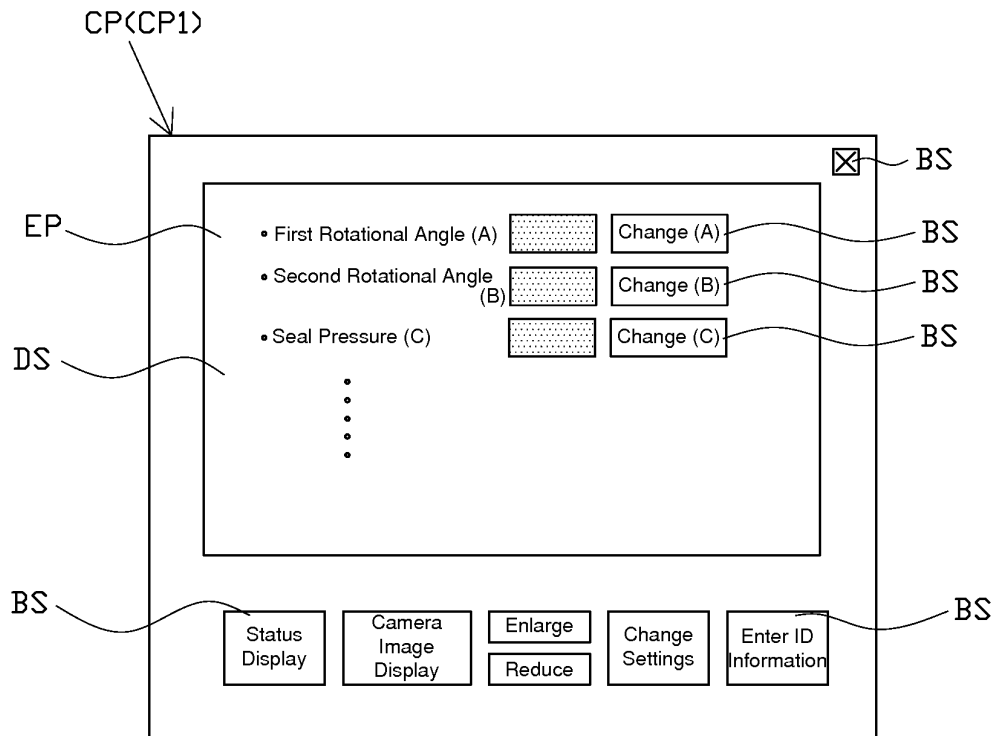 CP(CP1)
BS
EP
First Rotational Angle (A)
Change (A)
BS
Second Rotational Angle
(B)
Change (B)
BS
DS
Seal Pressure (C)
Change (C)
BS
BS
Status
Display
Camera
Image
Display
Enlarge
Reduce
Change
Settings
Enter ID
Information
BS